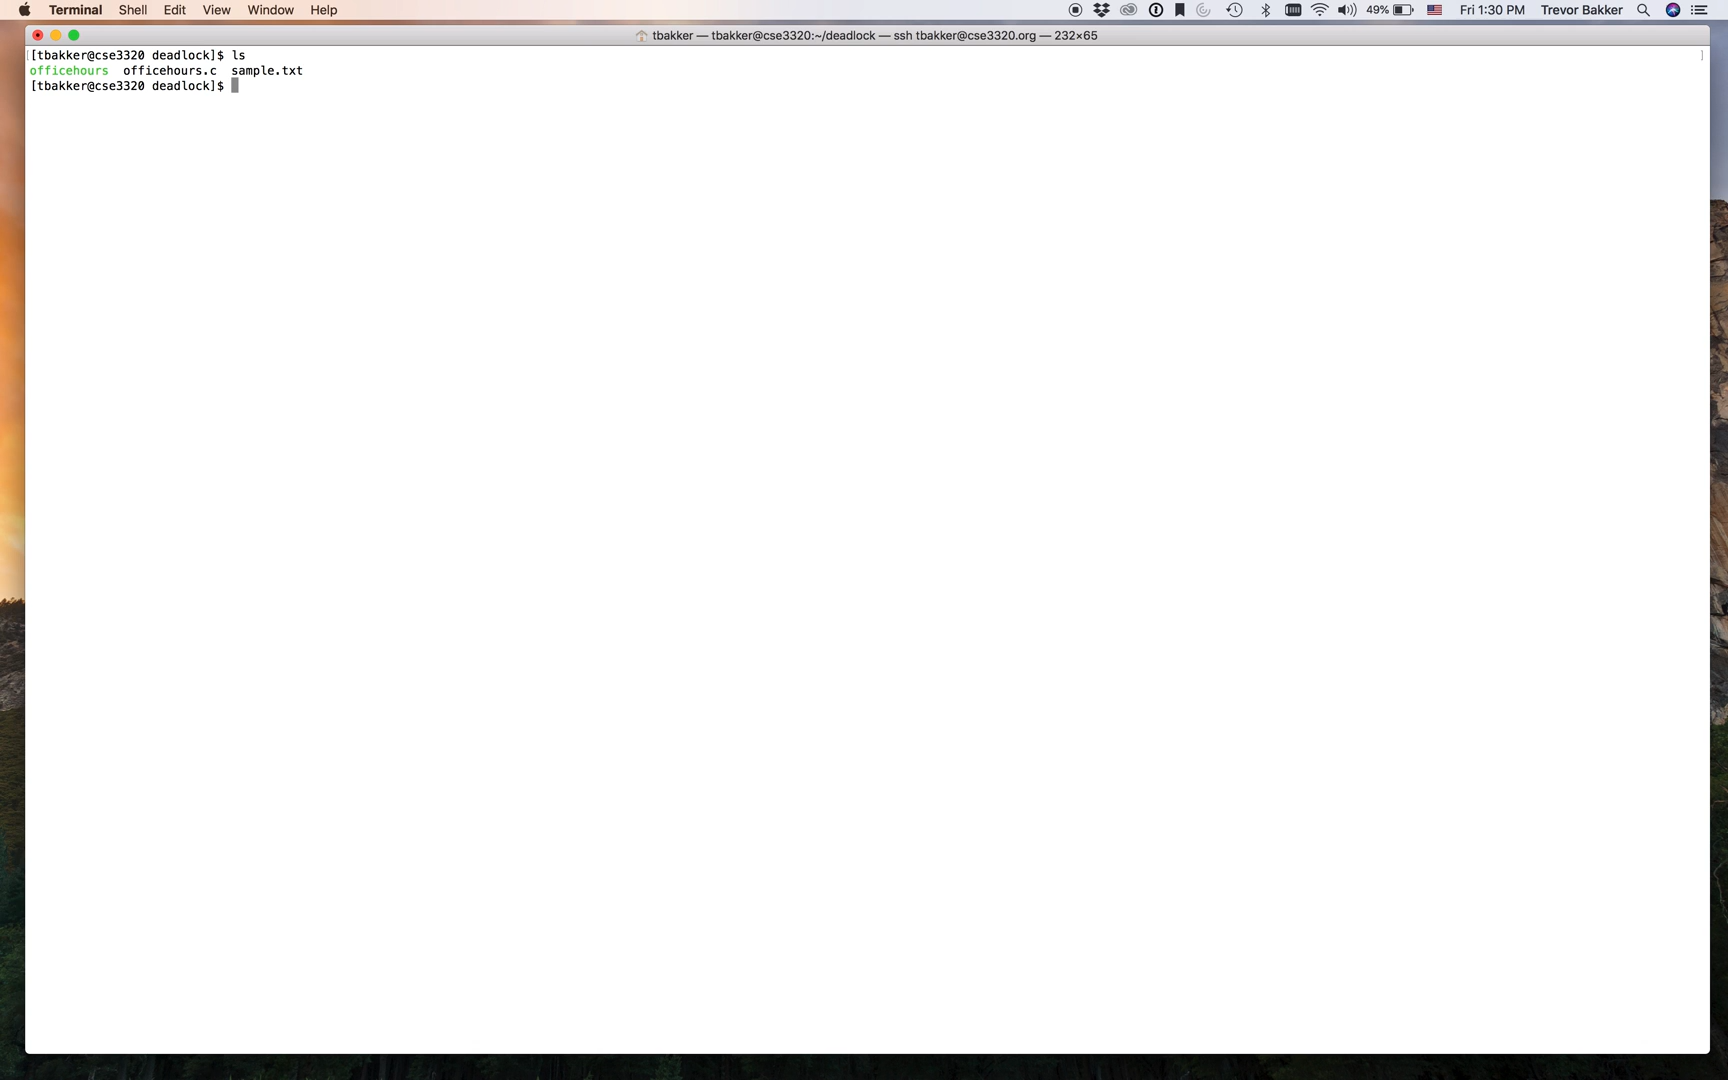 Terminal Shell Edit View Window Help 49% Fri 1:30 PM Trevor Bakker
tbakker — tbakker@cse3320:~/deadlock — ssh tbakker@cse3320.org — 232×65
[tbakker@cse3320 deadlock]$ ls
officehours officehours.c sample.txt
[tbakker@cse3320 deadlock]$